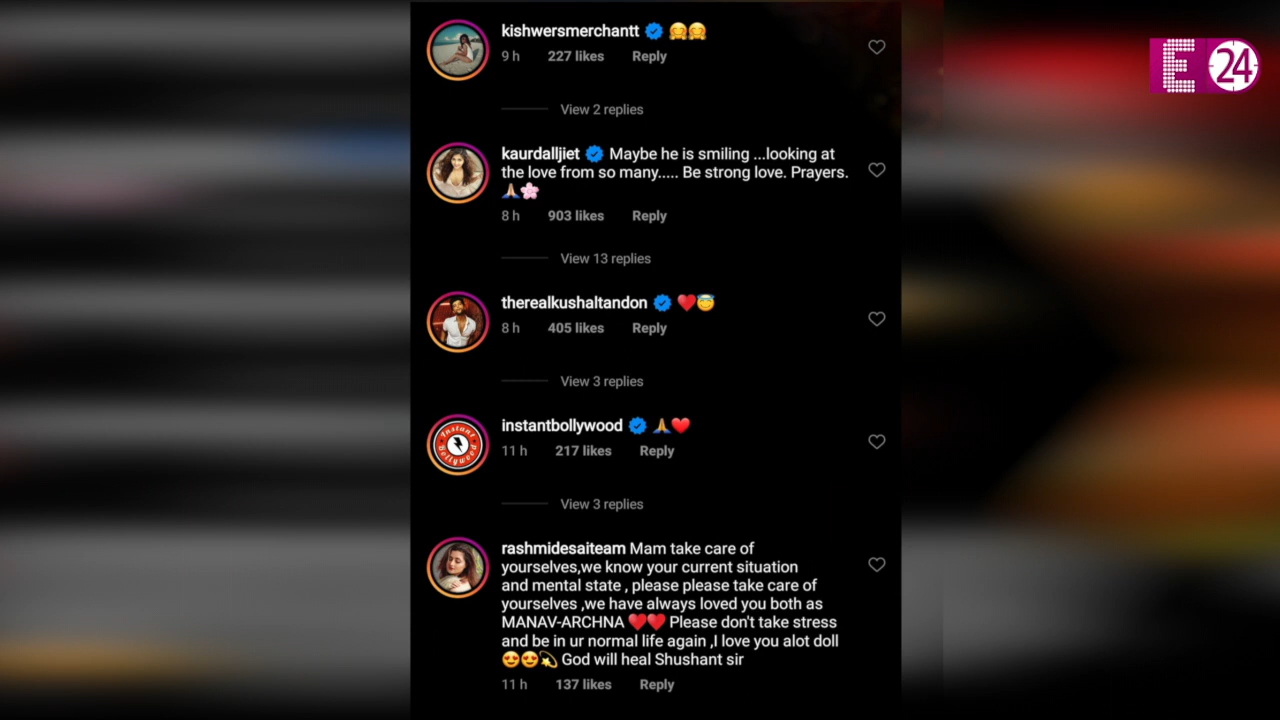 E 24
kishwersmerchantt 🤗🤗
9 h 227 likes Reply
View 2 replies
kaurdalljiet Maybe he is smiling ...looking at
the love from so many..... Be strong love. Prayers.
🙏🌸
8 h 903 likes Reply
View 13 replies
therealkushaltandon ♥️😇
8 h 405 likes Reply
View 3 replies
Instant Bollywood
instantbollywood 🙏♥️
11 h 217 likes Reply
View 3 replies
rashmidesaiteam Mam take care of
yourselves,we know your current situation
and mental state , please please take care of
yourselves ,we have always loved you both as
MANAV-ARCHNA ♥️♥️ Please don't take stress
and be in ur normal life again ,I love you alot doll
😍😍💫 God will heal Shushant sir
11 h 137 likes Reply